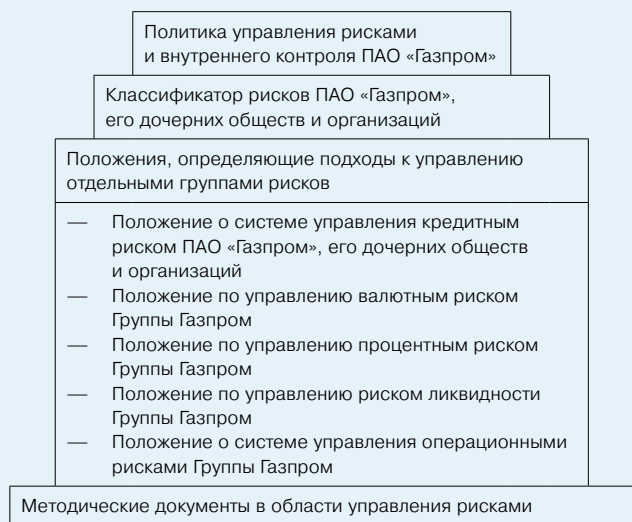 Политика управления рисками
и внутреннего контроля ПАО «Газпром»
Классификатор рисков ПАО «Газпром»,
его дочерних обществ и организаций
Положения, определяющие подходы к управлению
отдельными группами рисков
— Положение о системе управления кредитным
риском ПАО «Газпром», его дочерних обществ
и организаций
— Положение по управлению валютным риском
Группы Газпром
— Положение по управлению процентным риском
Группы Газпром
— Положение по управлению риском ликвидности
Группы Газпром
— Положение о системе управления операционными
рисками Группы Газпром
Методические документы в области управления рисками